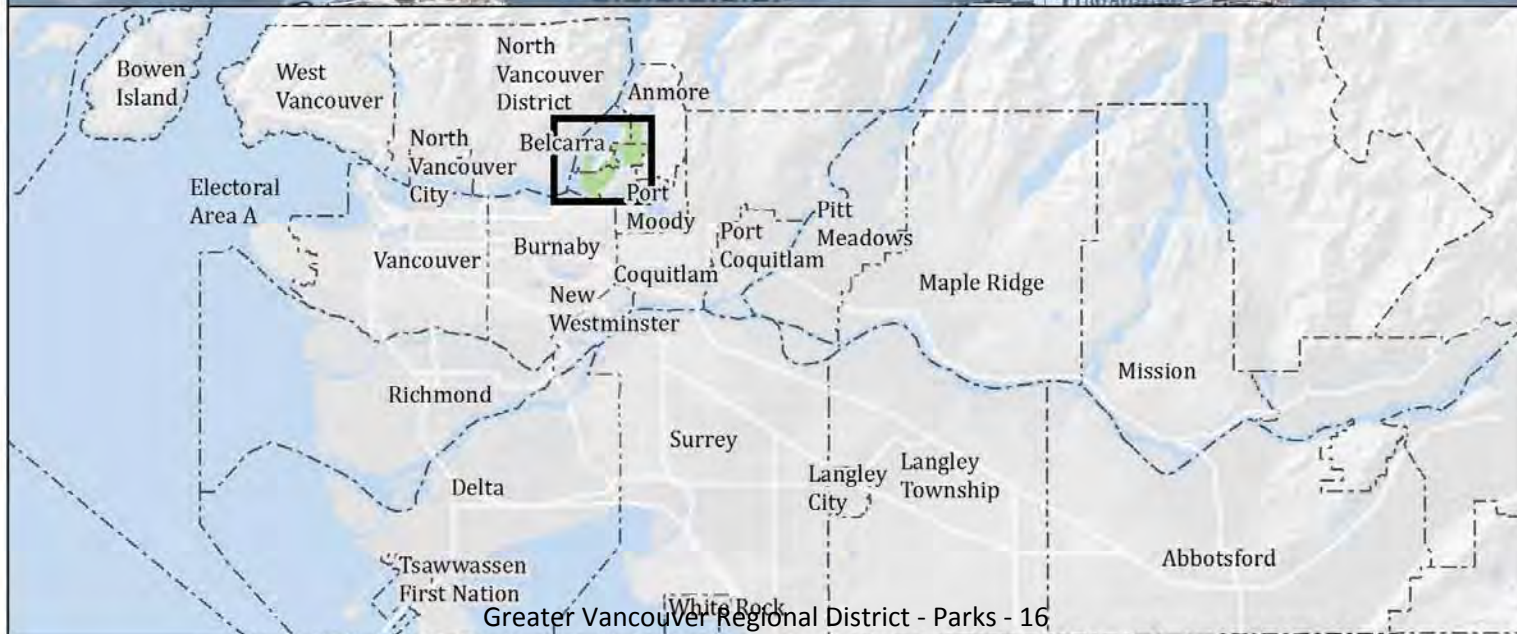 Bowen
Island
West
Vancouver
North
Vancouver
District
Anmore
North
Vancouver
City
Belcarra
Electoral
Area A
Port
Moody
Vancouver
Burnaby
Coquitlam
Port
Coquitlam
Pitt
Meadows
New
Westminster
Maple Ridge
Mission
Richmond
Surrey
Delta
Langley
City
Langley
Township
Abbotsford
Tsawwassen
First Nation
White Rock
Greater Vancouver Regional District - Parks - 16